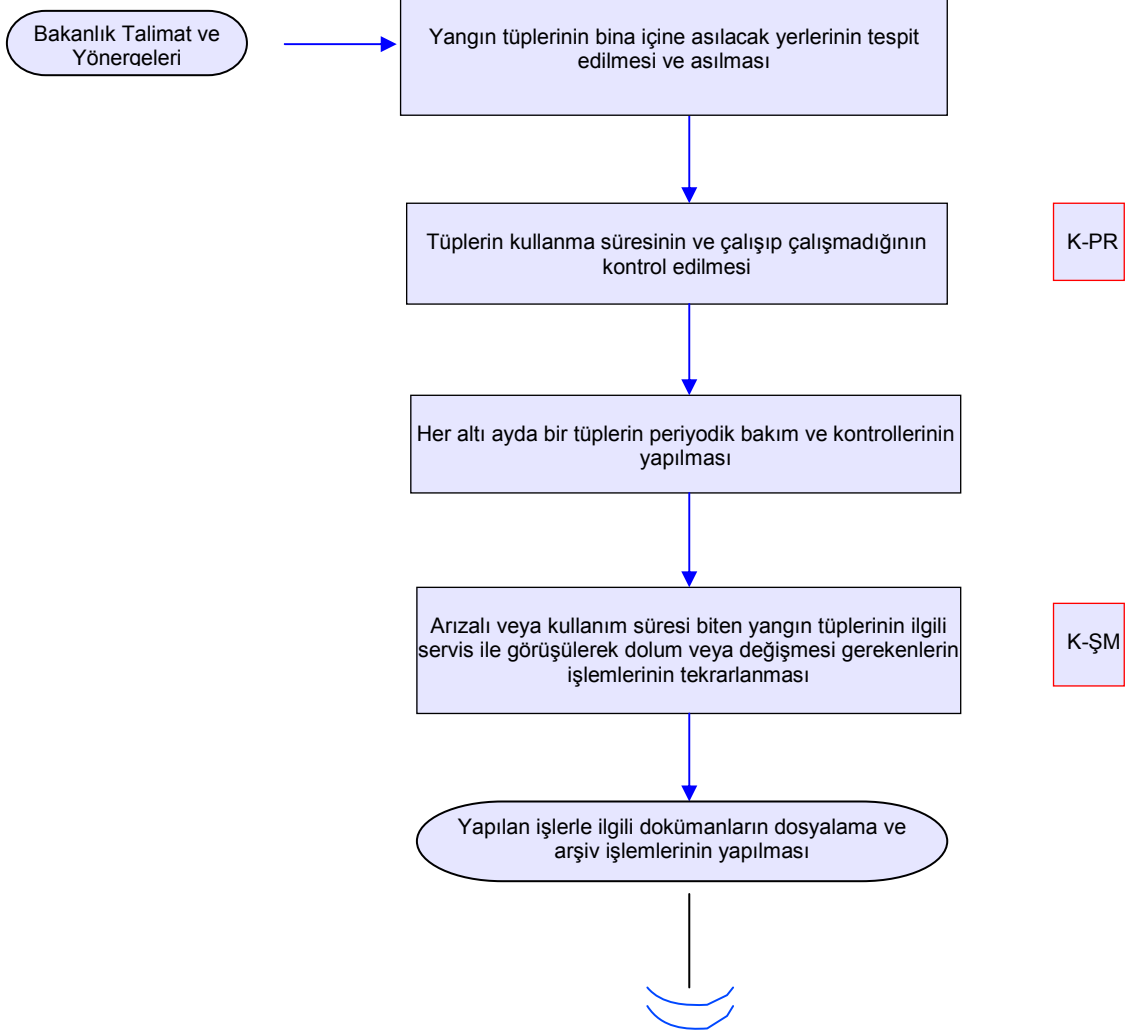 Bakanlık Talimat ve
Yönergeleri
Yangın tüplerinin bina içine asılacak yerlerinin tespit
edilmesi ve asılması
Tüplerin kullanma süresinin ve çalışıp çalışmadığının
kontrol edilmesi
K-PR
Her altı ayda bir tüplerin periyodik bakım ve kontrollerinin
yapılması
Arızalı veya kullanım süresi biten yangın tüplerinin ilgili
servis ile görüşülerek dolum veya değişmesi gerekenlerin
işlemlerinin tekrarlanması
K-ŞM
Yapılan işlerle ilgili dokümanların dosyalama ve
arşiv işlemlerinin yapılması